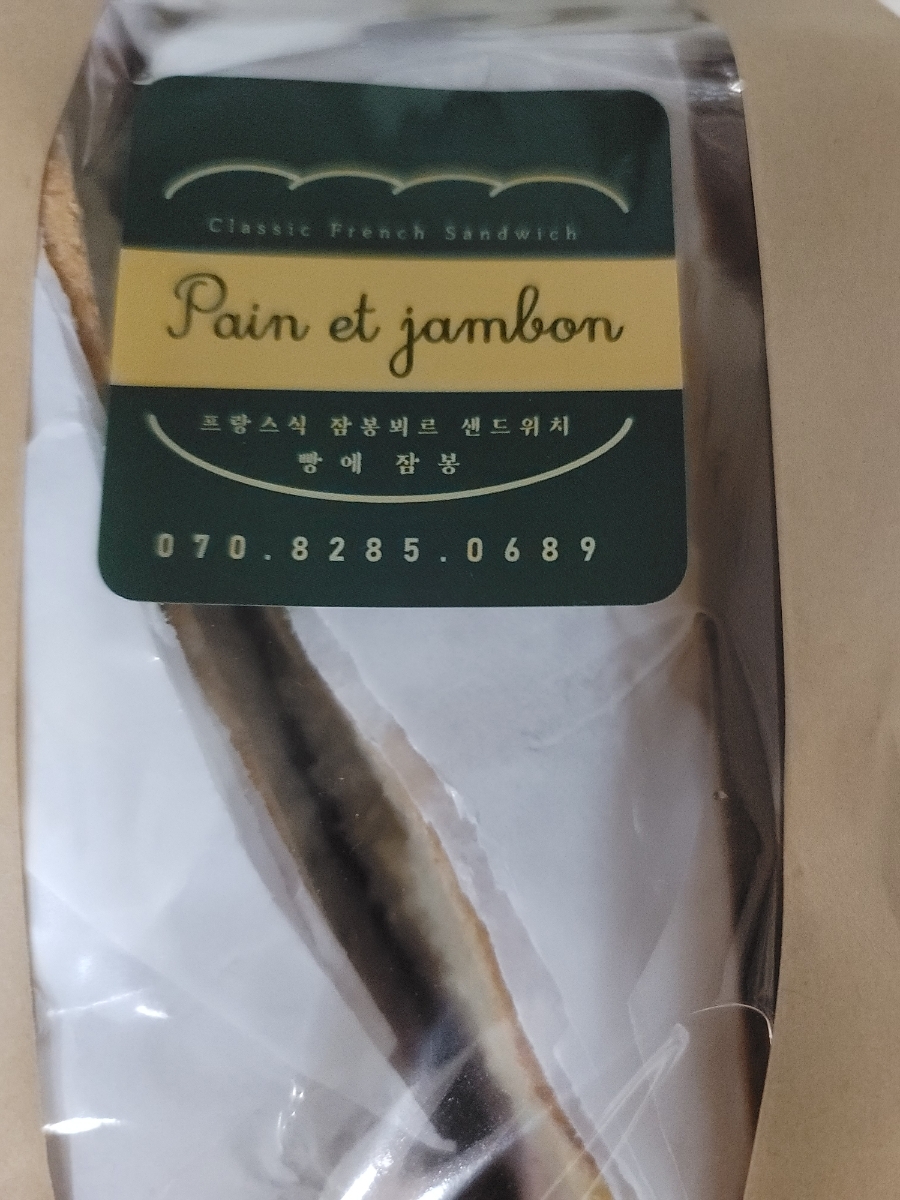 Classic French Sandwich
Pain et jambon
프랑스식 잠봉뵈르 샌드위치
빵에 잠봉
070.8285.0689